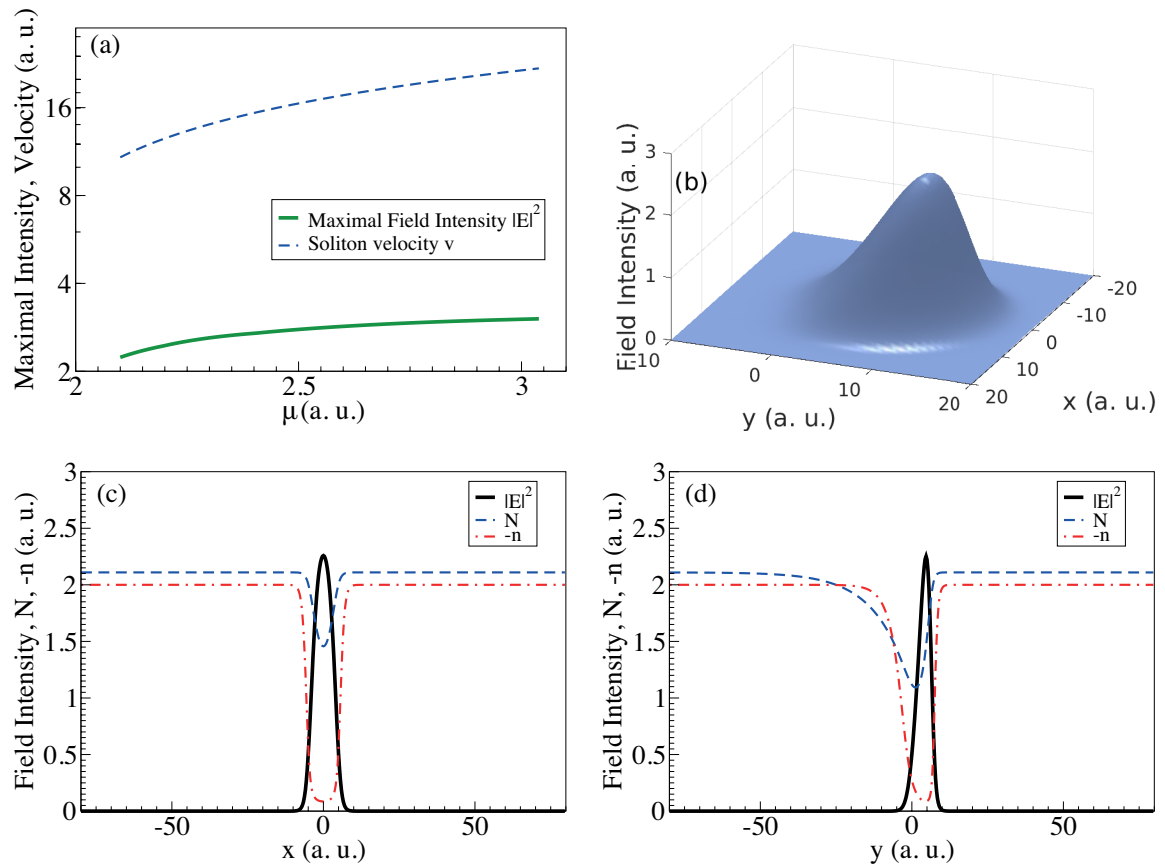 (a)
Maximal Intensity, Velocity (a. u.)
16
8
4
2
Maximal Field Intensity |E|²
Soliton velocity v
2
2.5
3
μ(a. u.)
(b)
Field Intensity (a. u.)
3
2
1
0
-10
0
10
20
y (a. u.)
-20
-10
0
10
20
x (a. u.)
(c)
Field Intensity, N, -n (a. u.)
3
2.5
2
1.5
1
0.5
0
|E|²
N
-n
-50
0
50
x (a. u.)
(d)
Field Intensity, N, -n (a. u.)
3
2.5
2
1.5
1
0.5
0
|E|²
N
-n
-50
0
50
y (a. u.)